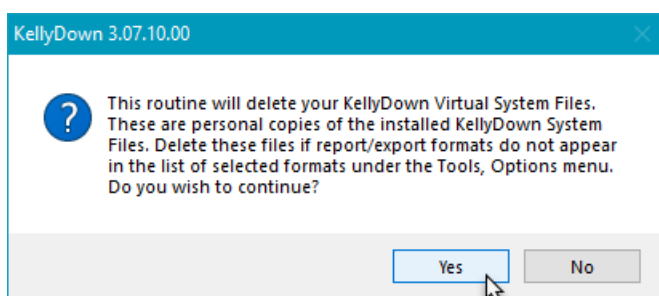 KellyDown 3.07.10.00
This routine will delete your KellyDown Virtual System Files.
These are personal copies of the installed KellyDown System
Files. Delete these files if report/export formats do not appear
in the list of selected formats under the Tools, Options menu.
Do you wish to continue?
Yes
No